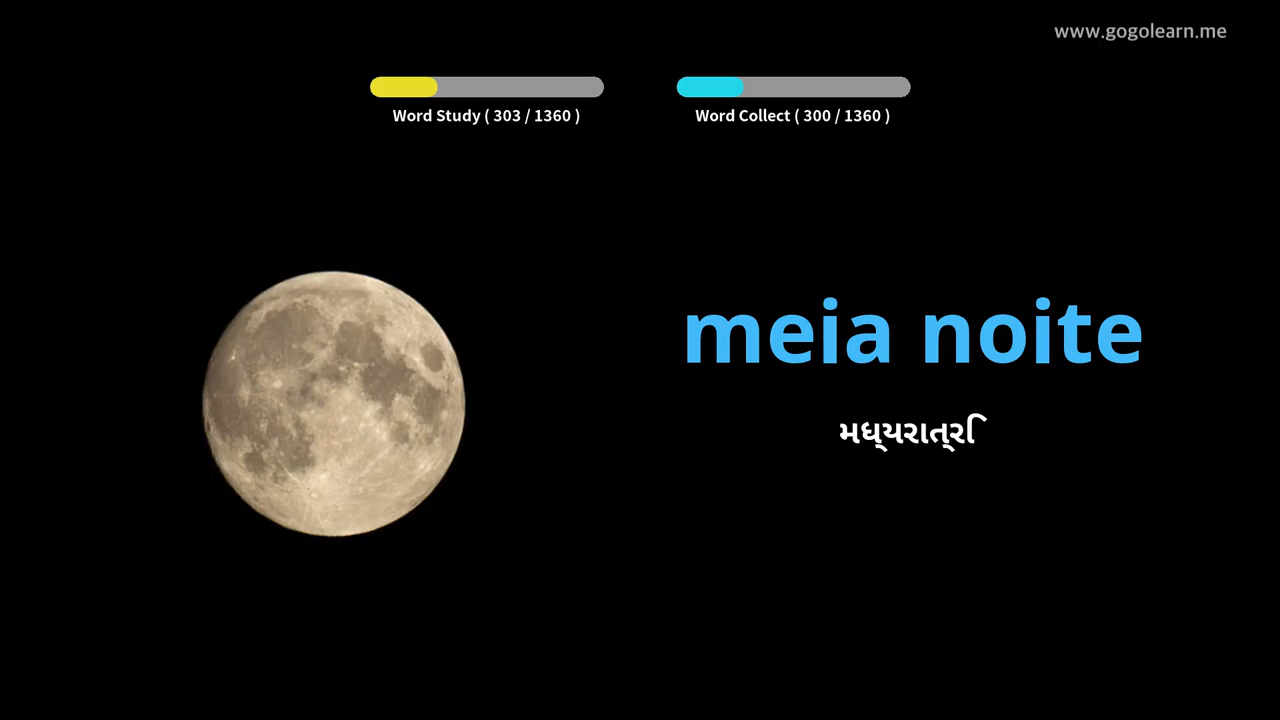 www.gogolearn.me
Word Study ( 303 / 1360 )
Word Collect ( 300 / 1360 )
meia noite
મધ્યરાત્રિ